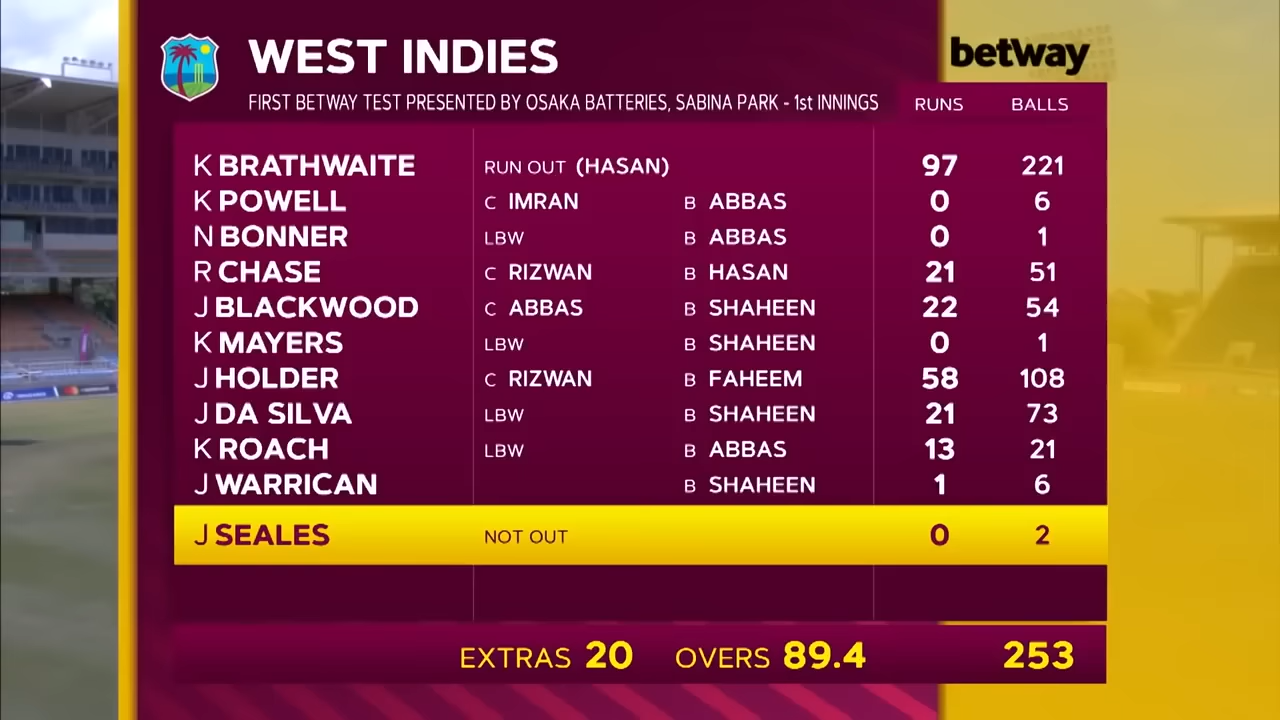 WEST INDIES
betway
FIRST BETWAY TEST PRESENTED BY OSAKA BATTERIES, SABINA PARK - 1st INNINGS RUNS BALLS
K BRATHWAITE RUN OUT (HASAN) 97 221
K POWELL C IMRAN B ABBAS 0 6
N BONNER LBW B ABBAS 0 1
R CHASE C RIZWAN B HASAN 21 51
J BLACKWOOD C ABBAS B SHAHEEN 22 54
K MAYERS LBW B SHAHEEN 0 1
J HOLDER C RIZWAN B FAHEEM 58 108
J DA SILVA LBW B SHAHEEN 21 73
K ROACH LBW B ABBAS 13 21
J WARRICAN B SHAHEEN 1 6
J SEALES NOT OUT 0 2
EXTRAS 20 OVERS 89.4 253